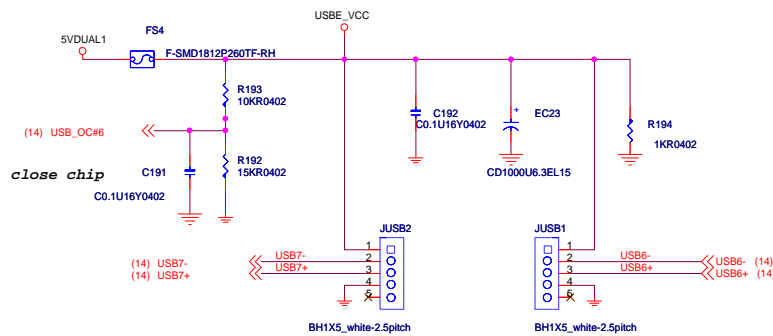 USBE_VCC
FS4
5VDUAL1
F-SMD1812P260TF-RH
R193
10KR0402
C192
C0.1U16Y0402
+
EC23
R194
1KR0402
(14) USB_OC#6
C191
R192
15KR0402
close chip
C0.1U16Y0402
CD1000U6.3EL15
JUSB2
JUSB1
1
1
(14) USB7-
USB7-
2
2
USB6-
USB6- (14)
(14) USB7+
USB7+
3
3
USB6+
USB6+ (14)
4
4
5
5
BH1X5_white-2.5pitch
BH1X5_white-2.5pitch